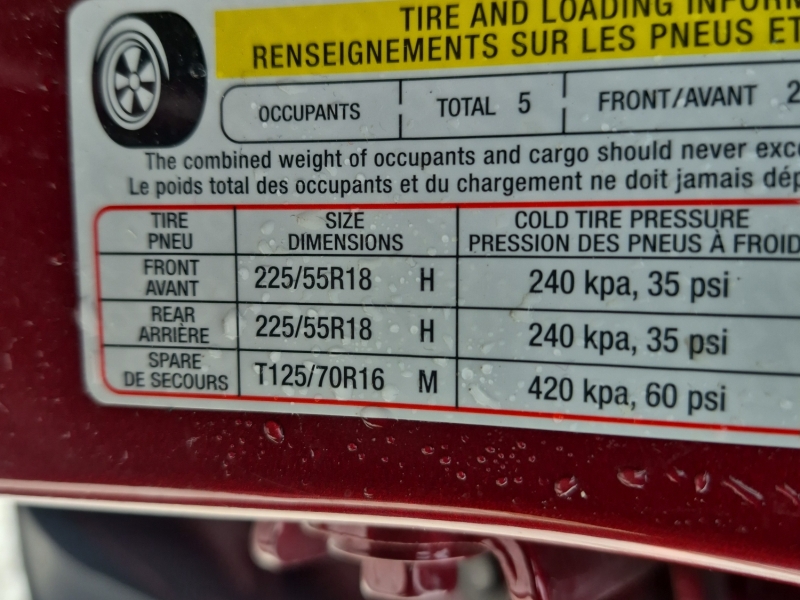 TIRE AND LOADING
RENSEIGNEMENTS SUR LES PNEUS ET
OCCUPANTS TOTAL 5 FRONT/AVANT 2
The combined weight of occupants and cargo should never
Le poids total des occupants et du chargement ne doit jamais
TIRE SIZE COLD TIRE PRESSURE
PNEU DIMENSIONS PRESSION DES PNEUS À FROID
FRONT
AVANT 225/55R18 H 240 kpa, 35 psi
REAR
ARRIÈRE 225/55R18 H 240 kpa, 35 psi
SPARE
DE SECOURS T125/70R16 M 420 kpa, 60 psi